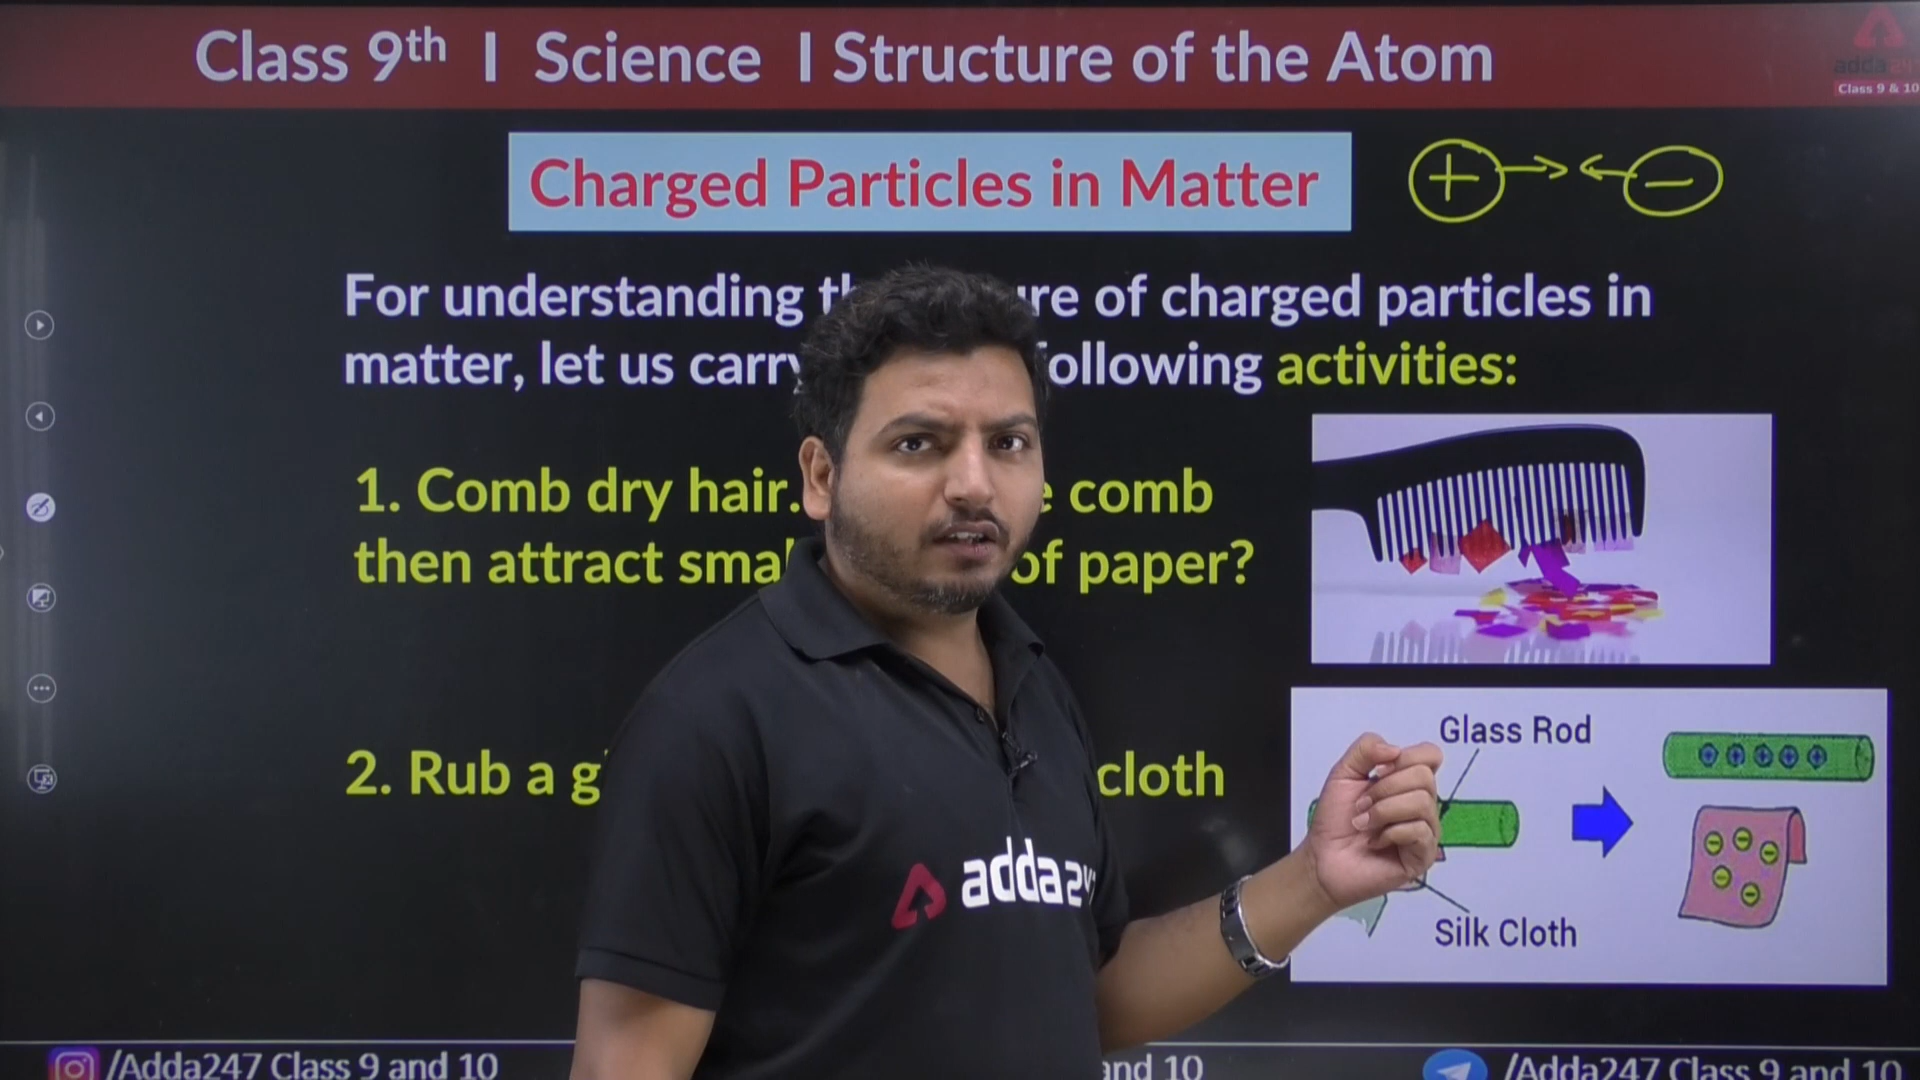 Class 9th I Science I Structure of the Atom
adda
Class 9 & 10
Charged Particles in Matter
+ −
For understanding re of charged particles in
matter, let us carry ollowing activities:
1. Comb dry hair. comb
then attract of paper?
2. Rub a cloth
Glass Rod
Silk Cloth
adda247
/Adda247 Class 9 and 10
and 10
/Adda247 Class 9 and 10